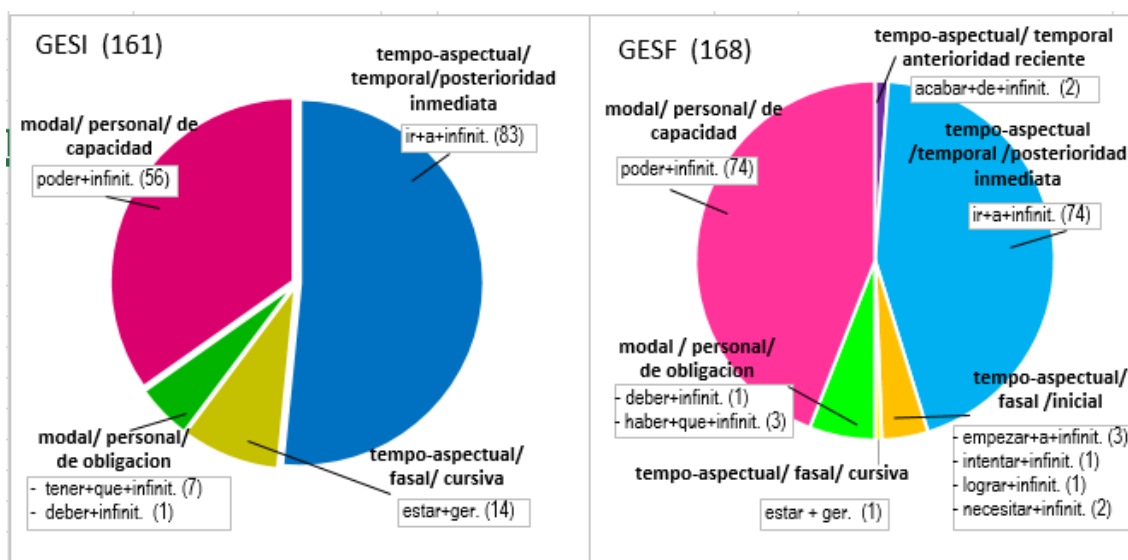 GESI (161)
tempo-aspectual/
temporal/posterioridad
inmediata
ir+a+infinit. (83)
modal/ personal/ de
capacidad
poder+infinit. (56)
modal/ personal/
de obligacion
- tener+que+infinit. (7)
- deber+infinit. (1)
tempo-aspectual/
fasal/ cursiva
estar+ger. (14)
GESF (168)
tempo-aspectual/ temporal
anterioridad reciente
acabar+de+infinit. (2)
modal/ personal/ de
capacidad
poder+infinit. (74)
tempo-aspectual
/temporal /posterioridad
inmediata
ir+a+infinit. (74)
modal / personal/
de obligacion
- deber+infinit. (1)
- haber+que+infinit. (3)
tempo-aspectual/
fasal /inicial
- empezar+a+infinit. (3)
- intentar+infinit. (1)
- lograr+infinit. (1)
- necesitar+infinit. (2)
tempo-aspectual/ fasal/ cursiva
estar + ger. (1)